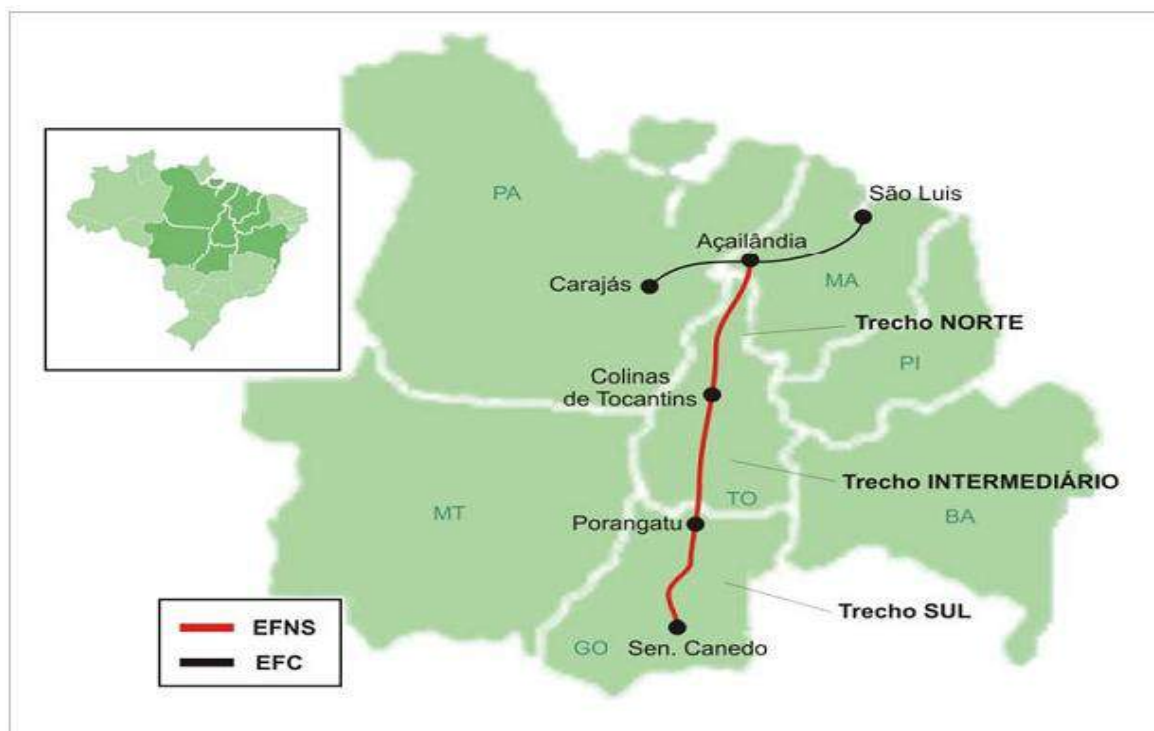 PA
São Luis
Açailândia
Carajás
MA
Trecho NORTE
PI
Colinas
de Tocantins
Trecho INTERMEDIÁRIO
TO
MT
Porangatu
BA
Trecho SUL
EFNS
EFC
GO
Sen. Canedo